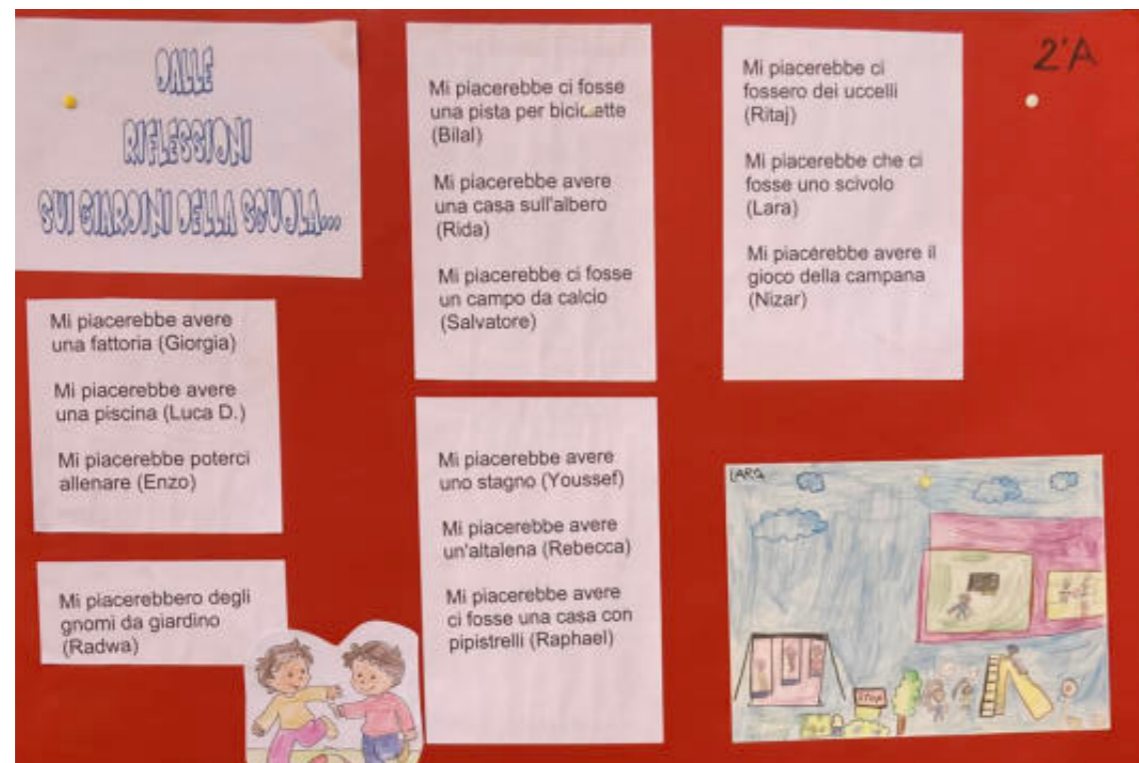 DALLE
RIFLESSIONI
SUI GIARDINI DELLA SCUOLA...
Mi piacerebbe avere
una fattoria (Giorgia)
Mi piacerebbe avere
una piscina (Luca D.)
Mi piacerebbe poterci
allenare (Enzo)
Mi piacerebbero degli
gnomi da giardino
(Radwa)
Mi piacerebbe ci fosse
una pista per biciclette
(Bilal)
Mi piacerebbe avere
una casa sull'albero
(Rida)
Mi piacerebbe ci fosse
un campo da calcio
(Salvatore)
Mi piacerebbe avere
uno stagno (Youssef)
Mi piacerebbe avere
un'altalena (Rebecca)
Mi piacerebbe avere
ci fosse una casa con
pipistrelli (Raphael)
Mi piacerebbe ci
fossero dei uccelli
(Ritaj)
Mi piacerebbe che ci
fosse uno scivolo
(Lara)
Mi piacerebbe avere il
gioco della campana
(Nizar)
2ˆA
LARA
STOP